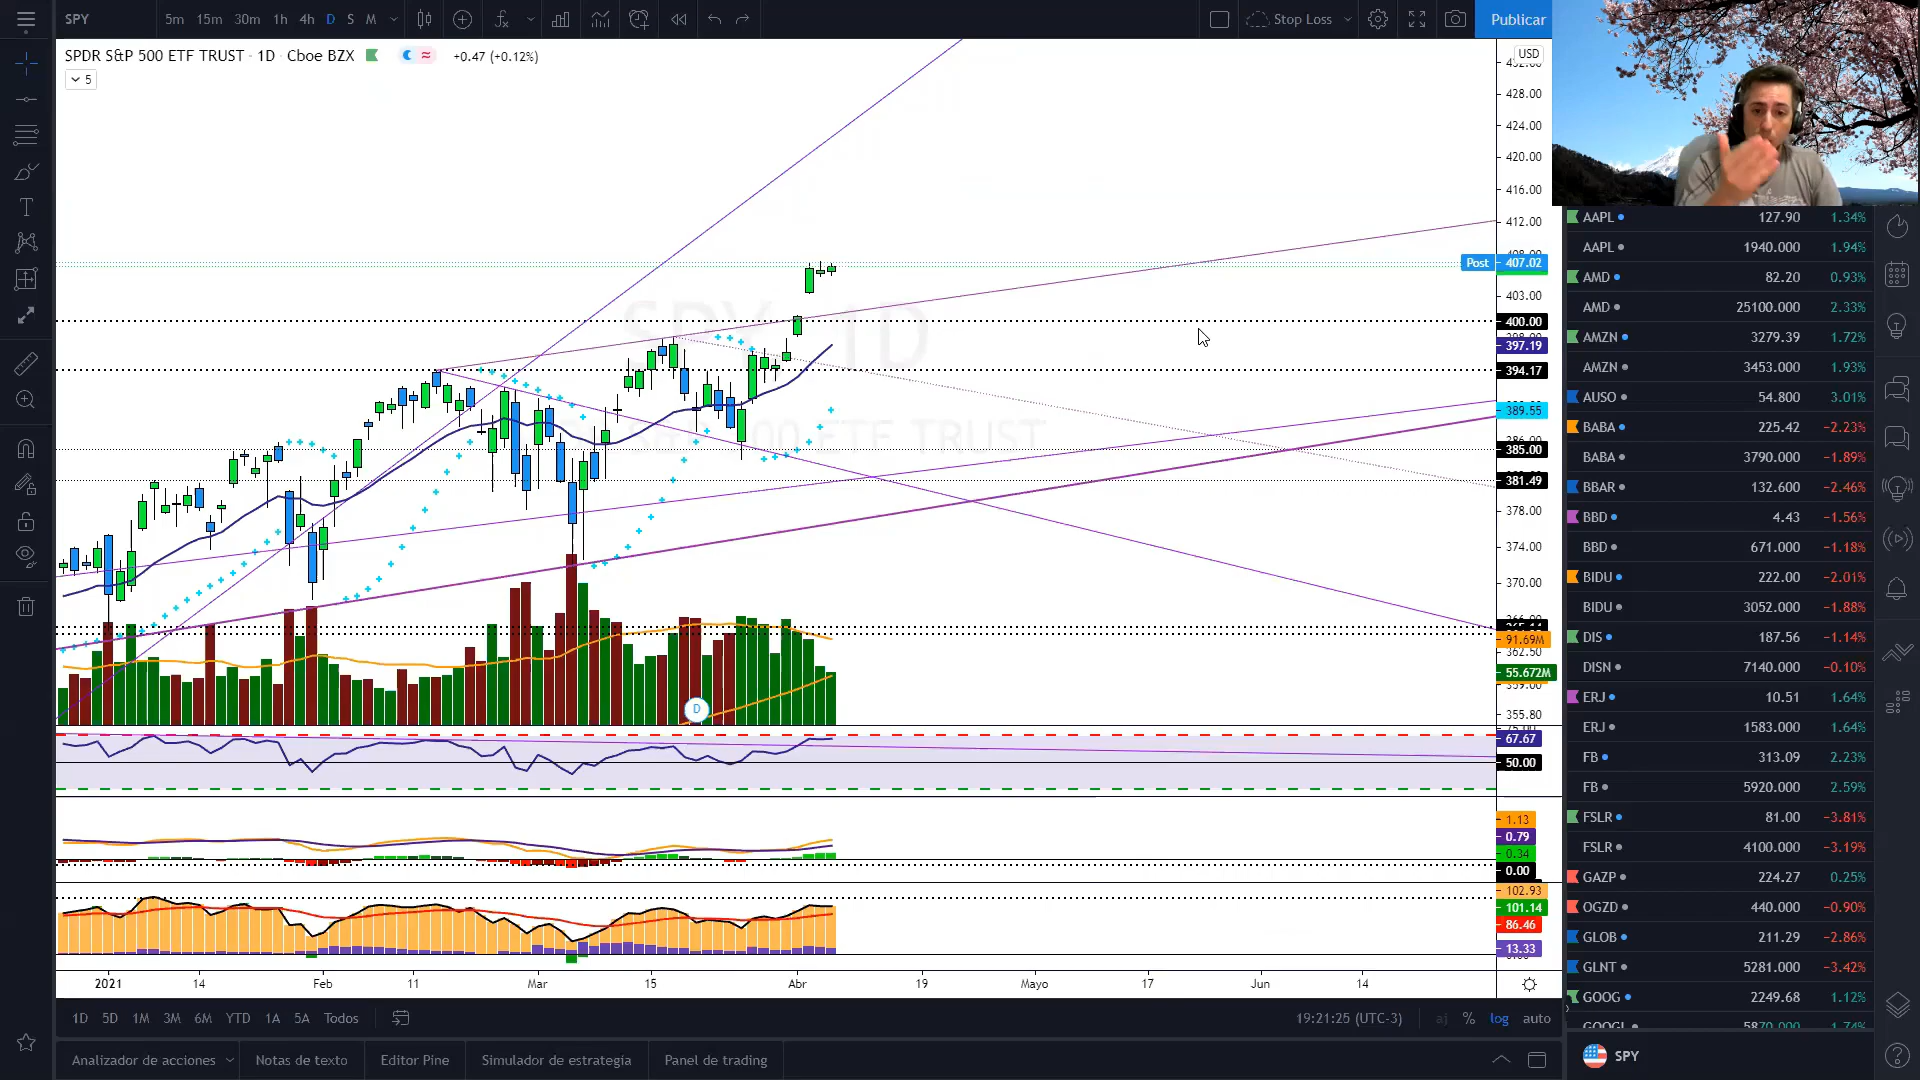 SPY 5m 15m 30m 1h 4h D S M Stop Loss Publicar
SPDR S&P 500 ETF TRUST · 1D · Cboe BZX +0.47 (+0.12%)
5
USD
428.00
424.00
420.00
416.00
412.00
Post 407.02
403.00
400.00
397.19
394.17
389.55
385.00
381.49
378.00
374.00
370.00
91.69M
362.50
55.672M
359.00
355.80
SPY, 1D
S&P 500 ETF TRUST
D
67.67
50.00
1.13
0.79
0.34
0.00
102.93
101.14
86.46
13.33
2021 14 Feb 11 Mar 15 Abr 19 Mayo 17 Jun 14
1D 5D 1M 3M 6M YTD 1A 5A Todos 19:21:25 (UTC-3) aj % log auto
Analizador de acciones Notas de texto Editor Pine Simulador de estrategia Panel de trading
AAPL 127.90 1.34%
AAPL 1940.000 1.94%
AMD 82.20 0.93%
AMD 25100.000 2.33%
AMZN 3279.39 1.72%
AMZN 3453.000 1.93%
AUSO 54.800 3.01%
BABA 225.42 −2.23%
BABA 3790.000 −1.89%
BBAR 132.600 −2.46%
BBD 4.43 −1.56%
BBD 671.000 −1.18%
BIDU 222.00 −2.01%
BIDU 3052.000 −1.88%
DIS 187.56 −1.14%
DISN 7140.000 −0.10%
ERJ 10.51 1.64%
ERJ 1583.000 1.64%
FB 313.09 2.23%
FB 5920.000 2.59%
FSLR 81.00 −3.81%
FSLR 4100.000 −3.19%
GAZP 224.27 0.25%
OGZD 440.000 −0.90%
GLOB 211.29 −2.86%
GLNT 5281.000 −3.42%
GOOG 2249.68 1.12%
GOOGL 5870.000 1.74%
SPY